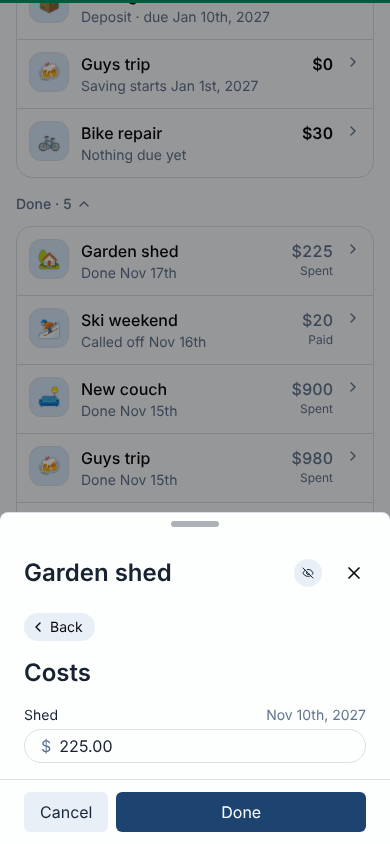 Deposit · due Jan 10th, 2027
Guys trip
$0
Saving starts Jan 1st, 2027
Bike repair
$30
Nothing due yet
Done · 5
Garden shed
$225
Done Nov 17th
Spent
Ski weekend
$20
Called off Nov 16th
Paid
New couch
$900
Done Nov 15th
Spent
Guys trip
$980
Done Nov 15th
Spent
Garden shed
Back
Costs
Shed
Nov 10th, 2027
$ 225.00
Cancel
Done